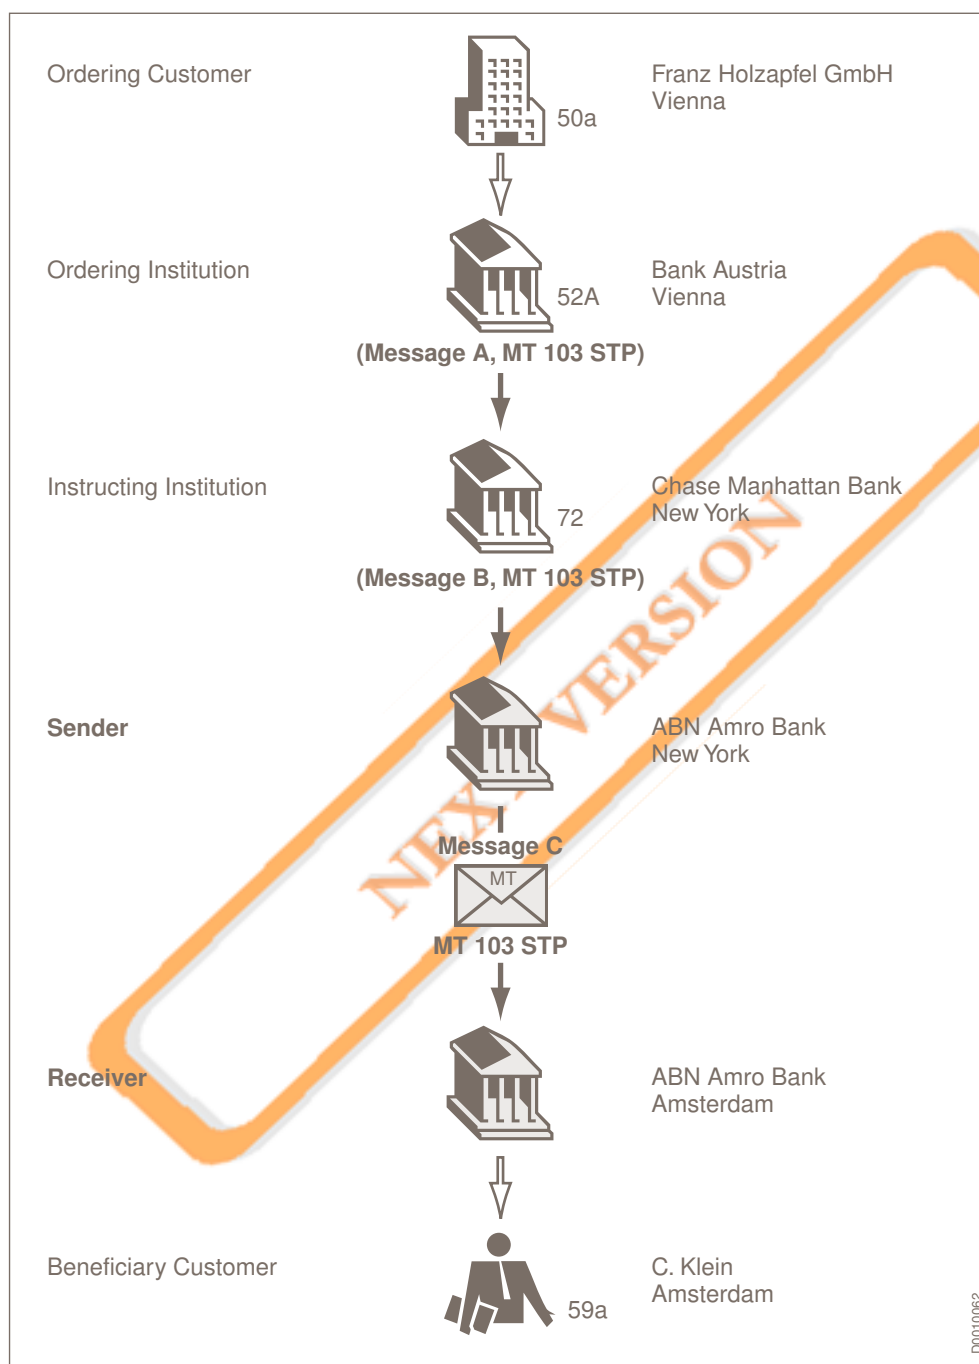 Ordering Customer
Franz Holzapfel GmbH
Vienna
50a
Ordering Institution
Bank Austria
Vienna
52A
(Message A, MT 103 STP)
Instructing Institution
Chase Manhattan Bank
New York
72
(Message B, MT 103 STP)
NEXT VERSION
Sender
ABN Amro Bank
New York
Message C
MT
MT 103 STP
Receiver
ABN Amro Bank
Amsterdam
Beneficiary Customer
C. Klein
Amsterdam
59a
D0010062